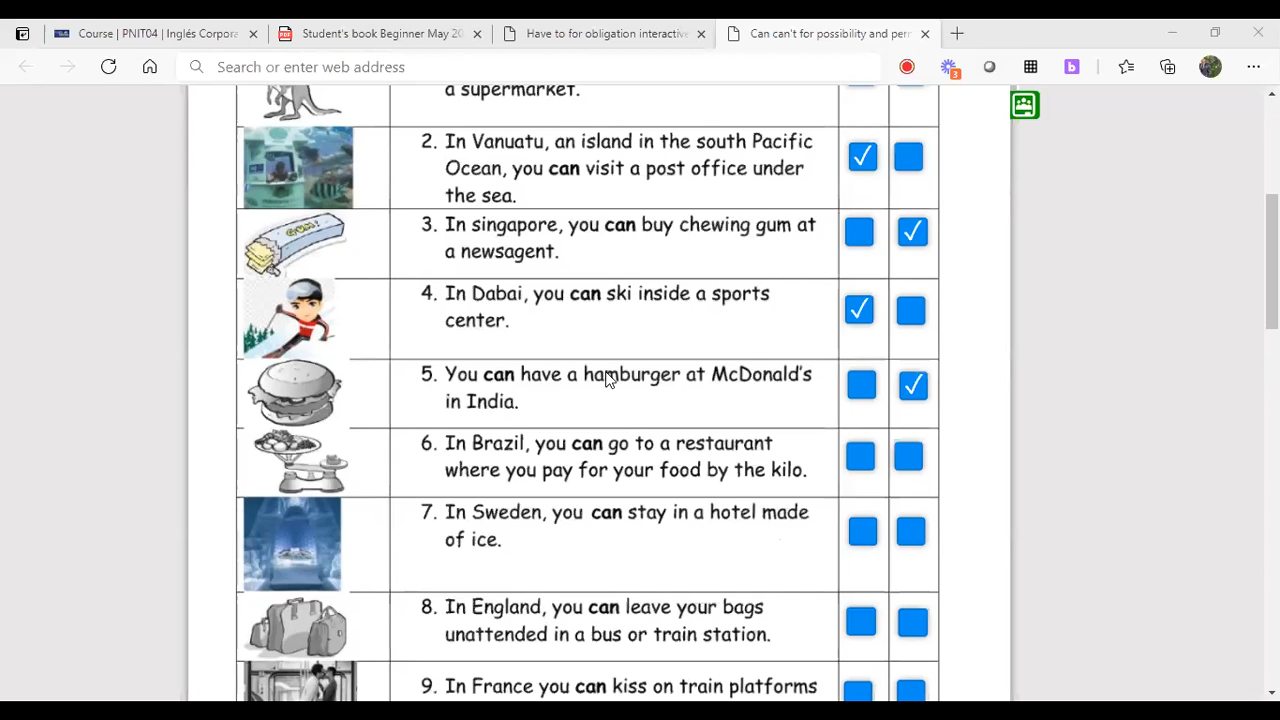 Course | PNIT04 | Inglés Corpora
Student's book Beginner May 20
Have to for obligation interactive
Can can't for possibility and perm
Search or enter web address
3
b
a supermarket.
2. In Vanuatu, an island in the south Pacific
Ocean, you can visit a post office under
the sea.
GUM!
3. In singapore, you can buy chewing gum at
a newsagent.
4. In Dabai, you can ski inside a sports
center.
5. You can have a hamburger at McDonald's
in India.
6. In Brazil, you can go to a restaurant
where you pay for your food by the kilo.
7. In Sweden, you can stay in a hotel made
of ice.
8. In England, you can leave your bags
unattended in a bus or train station.
9. In France you can kiss on train platforms